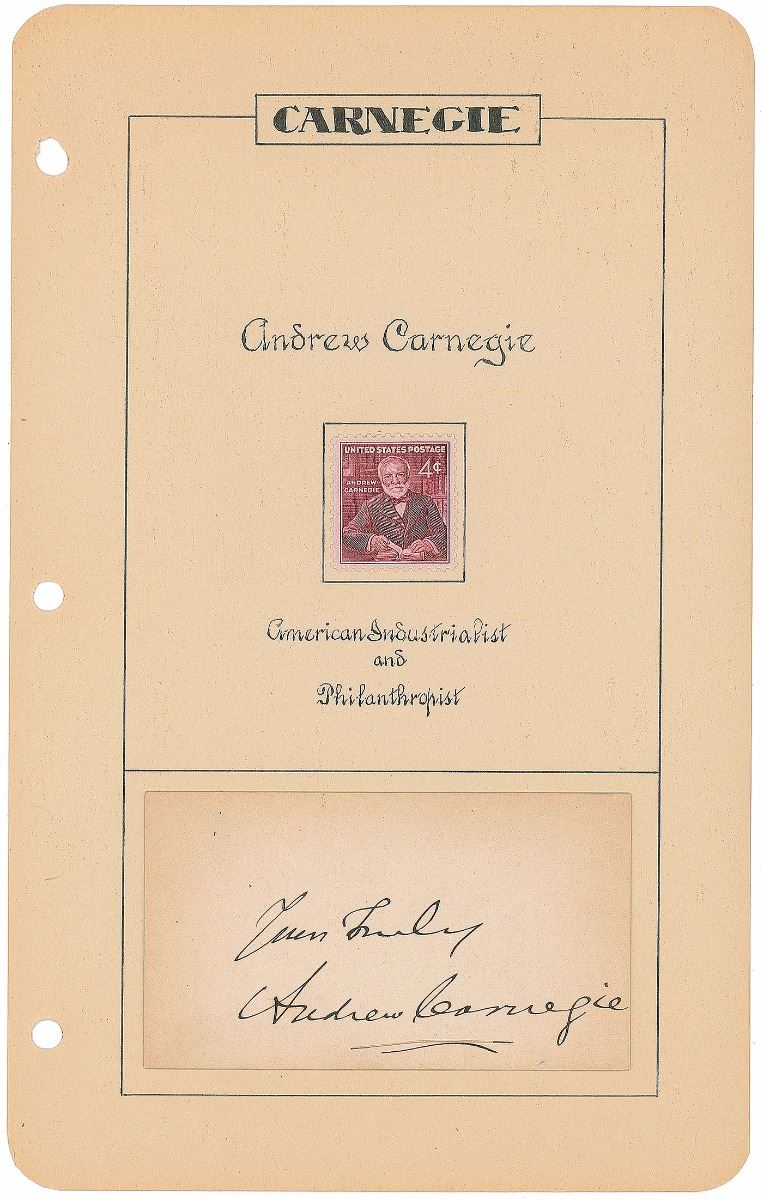 CARNEGIE
Andrew Carnegie
UNITED STATES POSTAGE
4¢
ANDREW
CARNEGIE
American Industrialist
and
Philanthropist
Yours Truly
Andrew Carnegie